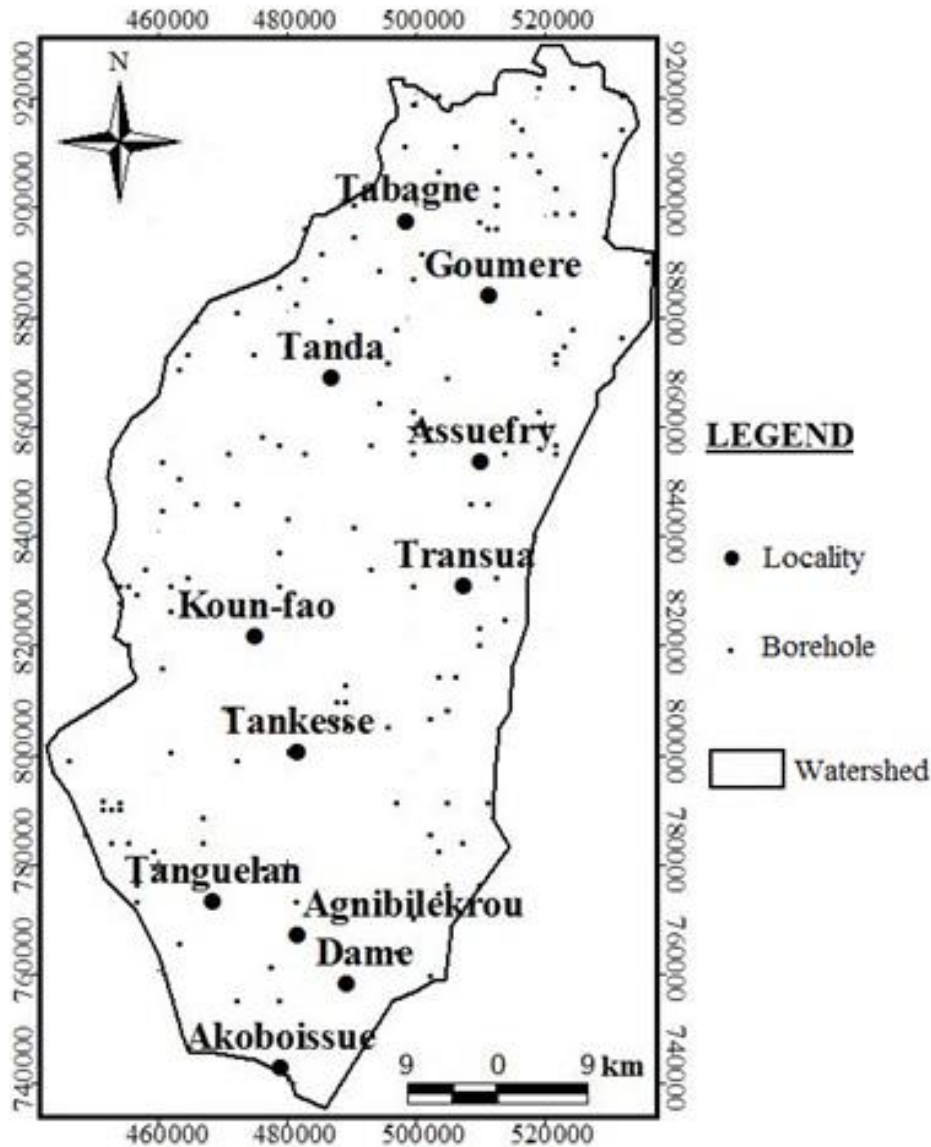 460000 480000 500000 520000
N
920000
920000
900000
900000
Tabagne
Goumere
880000
880000
Tanda
860000
860000
Assuefry
LEGEND
840000
840000
Transua
Locality
Koun-fao
Borehole
820000
820000
Tankesse
800000
800000
Watershed
780000
780000
Tanguelan
Agnibilékrou
Dame
760000
760000
Akoboissue
9 0 9 km
740000
740000
460000 480000 500000 520000